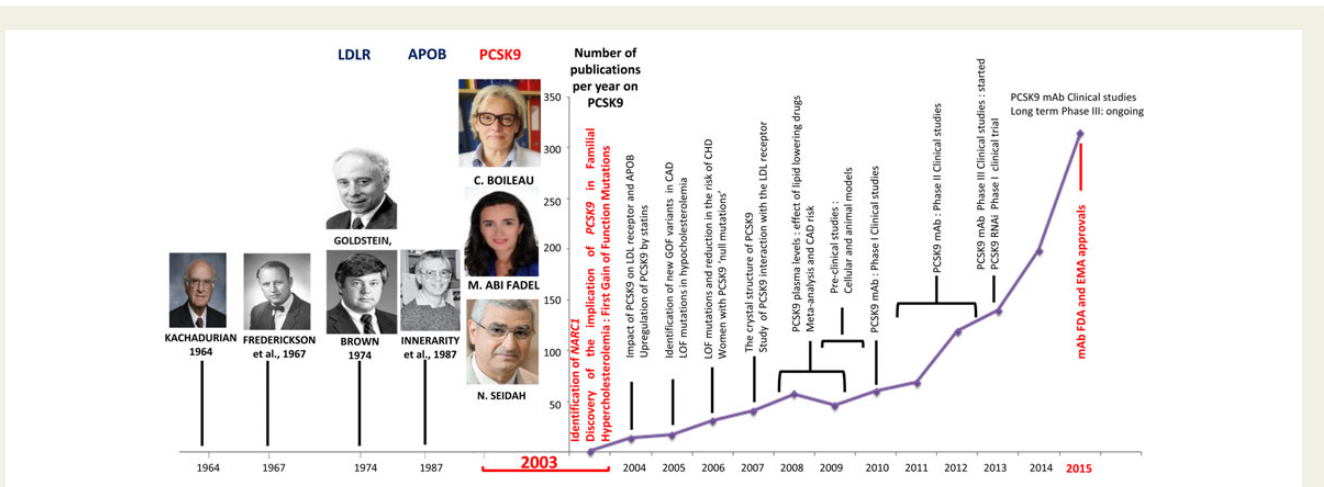 LDLR
APOB
PCSK9
Number of
publications
per year on
PCSK9
350
300
250
200
150
100
50
C. BOILEAU
M. ABI FADEL
N. SEIDAH
GOLDSTEIN,
BROWN
1974
KACHADURIAN
1964
FREDERICKSON
et al., 1967
INNERARITY
et al., 1987
Identification of NARC1
Discovery of the implication of PCSK9 in Familial
Hypercholesterolemia : First Gain of Function Mutations
Impact of PCSK9 on LDL receptor and APOB
Upregulation of PCSK9 by statins
Identification of new GOF variants in CAD
LOF mutations in hypocholesterolemia
LOF mutations and reduction in the risk of CHD
Women with PCSK9 ‘null mutations’
The crystal structure of PCSK9
Study of PCSK9 interaction with the LDL receptor
PCSK9 plasma levels : effect of lipid lowering drugs
Meta-analysis and CAD risk
Pre-clinical studies :
Cellular and animal models
PCSK9 mAb : Phase I Clinical studies
PCSK9 mAb : Phase II Clinical studies
PCSK9 mAb Phase III Clinical studies : started
PCSK9 RNAi Phase I clinical trial
PCSK9 mAb Clinical studies
Long term Phase III: ongoing
mAb FDA and EMA approvals
1964
1967
1974
1987
2003
2004
2005
2006
2007
2008
2009
2010
2011
2012
2013
2014
2015